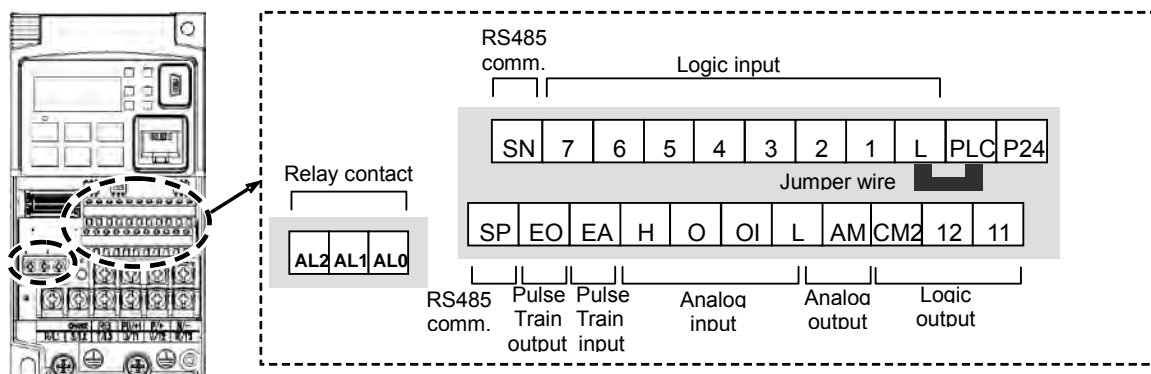 RS485
comm.
Logic input
SN 7 6 5 4 3 2 1 L PLC P24
Jumper wire
Relay contact
AL2 AL1 AL0
SP EO EA H O OI L AM CM2 12 11
RS485
comm.
Pulse
Train
output
Pulse
Train
input
Analog
input
Analog
output
Logic
output